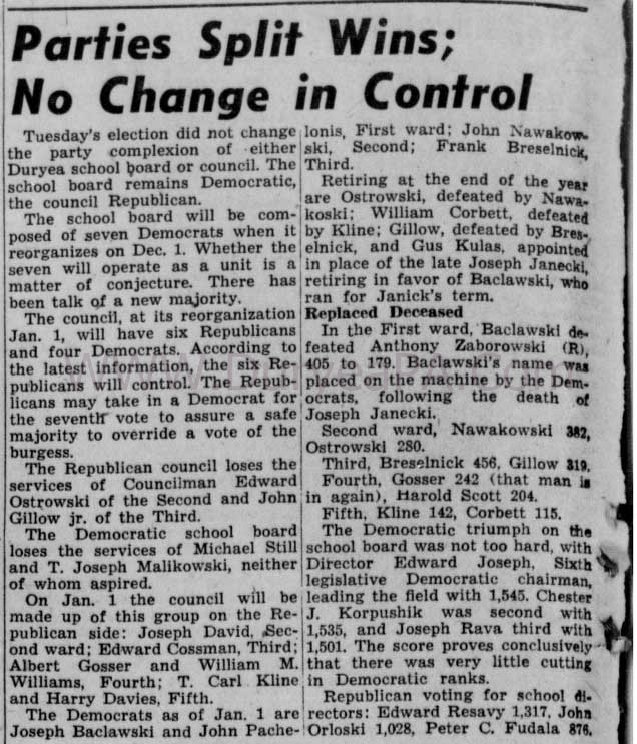 Parties Split Wins;
No Change in Control
Tuesday's election did not change
the party complexion of either
Duryea school board or council. The
school board remains Democratic,
the council Republican.
The school board will be com-
posed of seven Democrats when it
reorganizes on Dec. 1. Whether the
seven will operate as a unit is a
matter of conjecture. There has
been talk of a new majority.
The council, at its reorganization
Jan. 1, will have six Republicans
and four Democrats. According to
the latest information, the six Re-
publicans will control. The Repub-
licans may take in a Democrat for
the seventh vote to assure a safe
majority to override a vote of the
burgess.
The Republican council loses the
services of Councilman Edward
Ostrowski of the Second and John
Gillow jr. of the Third.
The Democratic school board
loses the services of Michael Still
and T. Joseph Malikowski, neither
of whom aspired.
On Jan. 1 the council will be
made up of this group on the Re-
publican side: Joseph David, Sec-
ond ward; Edward Cossman, Third;
Albert Gosser and William M.
Williams, Fourth; T. Carl Kline
and Harry Davies, Fifth.
The Democrats as of Jan. 1 are
Joseph Baclawski and John Pache-
lonis, First ward; John Nawakow-
ski, Second; Frank Breselnick,
Third.
Retiring at the end of the year
are Ostrowski, defeated by Nawa-
koski; William Corbett, defeated
by Kline; Gillow, defeated by Bres-
elnick, and Gus Kulas, appointed
in place of the late Joseph Janecki,
retiring in favor of Baclawski, who
ran for Janick's term.
Replaced Deceased
In the First ward, Baclawski de-
feated Anthony Zaborowski (R),
405 to 179. Baclawski's name was
placed on the machine by the Dem-
ocrats, following the death of
Joseph Janecki.
Second ward, Nawakowski 382,
Ostrowski 280.
Third, Breselnick 456, Gillow 319.
Fourth, Gosser 242 (that man is
in again), Harold Scott 204.
Fifth, Kline 142, Corbett 115.
The Democratic triumph on the
school board was not too hard, with
Director Edward Joseph, Sixth
legislative Democratic chairman,
leading the field with 1,545. Chester
J. Korpushik was second with
1,535, and Joseph Rava third with
1,501. The score proves conclusively
that there was very little cutting
in Democratic ranks.
Republican voting for school di-
rectors: Edward Resavy 1,317, John
Orloski 1,028, Peter C. Fudala 876.